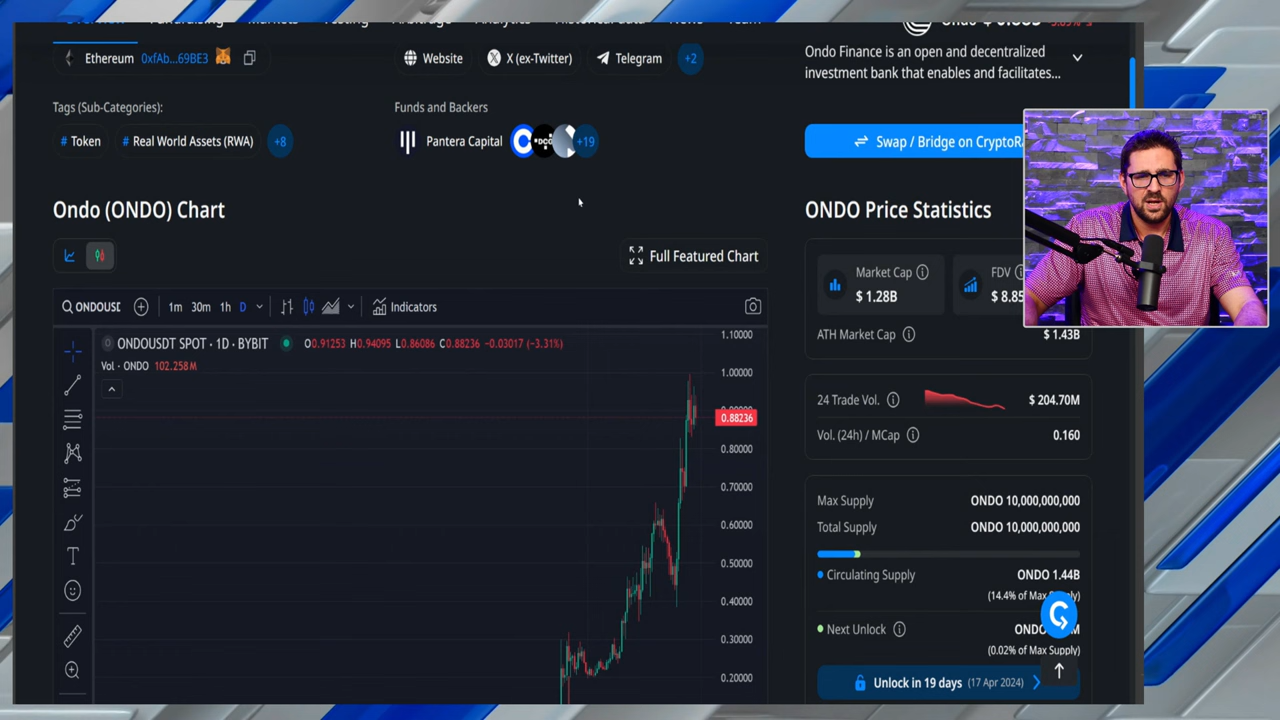 Ethereum 0xfAb...69BE3
Website X (ex-Twitter) Telegram +2
Ondo Finance is an open and decentralized
investment bank that enables and facilitates...
Tags (Sub-Categories):
# Token # Real World Assets (RWA) +8
Funds and Backers
Pantera Capital +19
Swap / Bridge on
Ondo (ONDO) Chart
Full Featured Chart
ONDOUSD 1m 30m 1h D Indicators
ONDOUSDT SPOT · 1D · BYBIT O0.91253 H0.94095 L0.86086 C0.88236 -0.03017 (-3.31%)
Vol · ONDO 102.258M
1.10000
1.00000
0.88236
0.80000
0.70000
0.60000
0.50000
0.40000
0.30000
0.20000
ONDO Price Statistics
Market Cap
$ 1.28B
FDV
$ 8.85
ATH Market Cap $ 1.43B
24 Trade Vol. $ 204.70M
Vol. (24h) / MCap 0.160
Max Supply ONDO 10,000,000,000
Total Supply ONDO 10,000,000,000
Circulating Supply ONDO 1.44B
(14.4% of Max Supply)
Next Unlock
(0.02% of Max Supply)
Unlock in 19 days (17 Apr 2024)